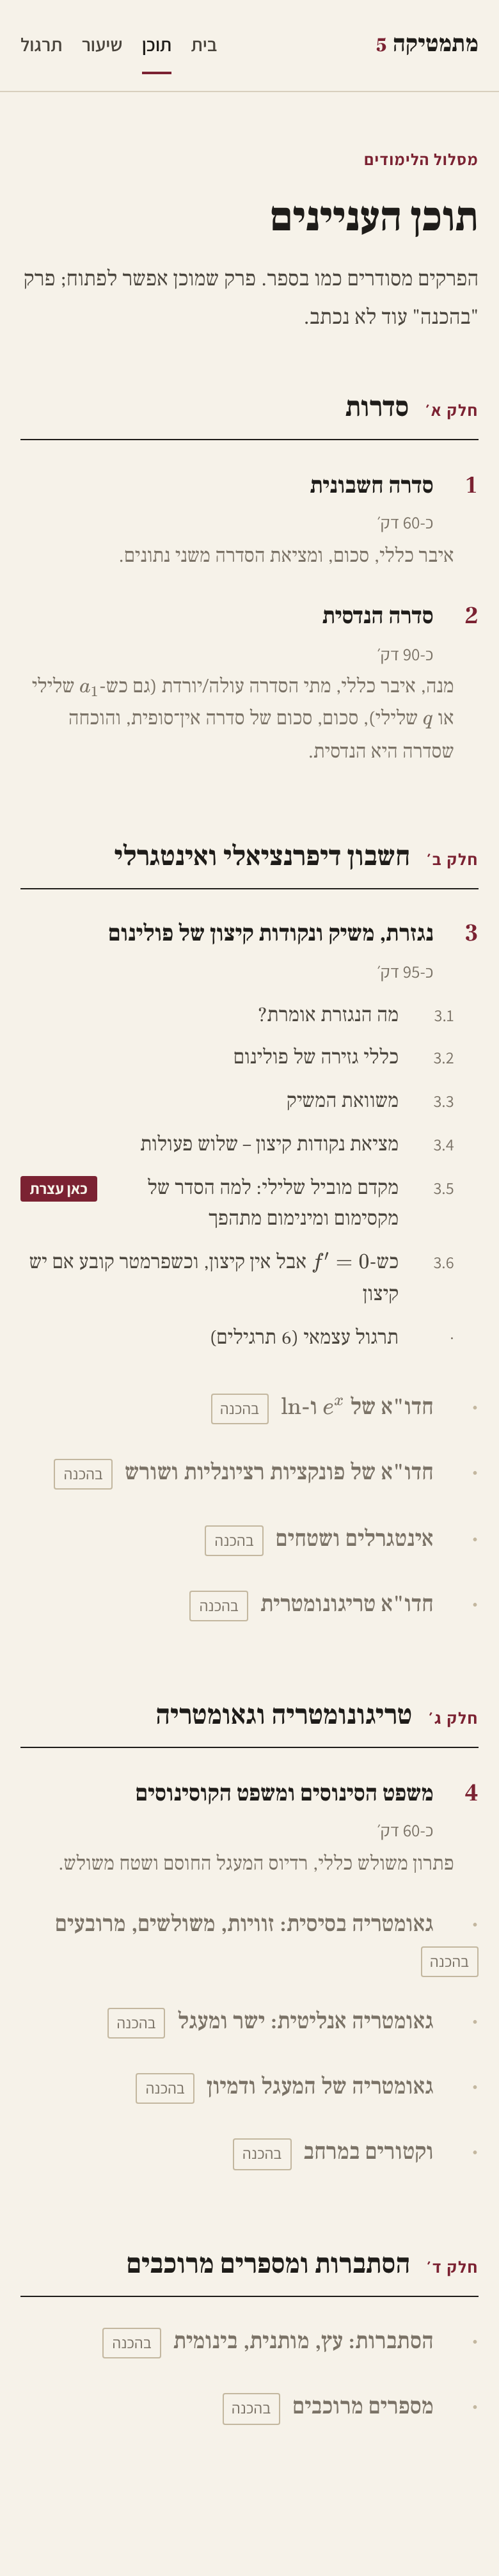 מתמטיקה 5
בית תוכן שיעור תרגול
מסלול הלימודים
תוכן העניינים
הפרקים מסודרים כמו בספר. פרק שמוכן אפשר לפתוח; פרק
"בהכנה" עוד לא נכתב.
חלק א׳ סדרות
1 סדרה חשבונית
כ-60 דק׳
איבר כללי, סכום, ומציאת הסדרה משני נתונים.
2 סדרה הנדסית
כ-90 דק׳
מנה, איבר כללי, מתי הסדרה עולה/יורדת (גם כש-a₁ שלילי
או q שלילי), סכום, סכום של סדרה אין־סופית, והוכחה
שסדרה היא הנדסית.
חלק ב׳ חשבון דיפרנציאלי ואינטגרלי
3 נגזרת, משיק ונקודות קיצון של פולינום
כ-95 דק׳
3.1 מה הנגזרת אומרת?
3.2 כללי גזירה של פולינום
3.3 משוואת המשיק
3.4 מציאת נקודות קיצון – שלוש פעולות
3.5 מקדם מוביל שלילי: למה הסדר של כאן עצרת
מקסימום ומינימום מתהפך
3.6 כש-f′ = 0 אבל אין קיצון, וכשפרמטר קובע אם יש
קיצון
· תרגול עצמאי (6 תרגילים)
• חדו"א של eˣ ו-ln בהכנה
• חדו"א של פונקציות רציונליות ושורש בהכנה
• אינטגרלים ושטחים בהכנה
• חדו"א טריגונומטרית בהכנה
חלק ג׳ טריגונומטריה וגאומטריה
4 משפט הסינוסים ומשפט הקוסינוסים
כ-60 דק׳
פתרון משולש כללי, רדיוס המעגל החוסם ושטח משולש.
• גאומטריה בסיסית: זוויות, משולשים, מרובעים
בהכנה
• גאומטריה אנליטית: ישר ומעגל בהכנה
• גאומטריה של המעגל ודמיון בהכנה
• וקטורים במרחב בהכנה
חלק ד׳ הסתברות ומספרים מרוכבים
• הסתברות: עץ, מותנית, בינומית בהכנה
• מספרים מרוכבים בהכנה